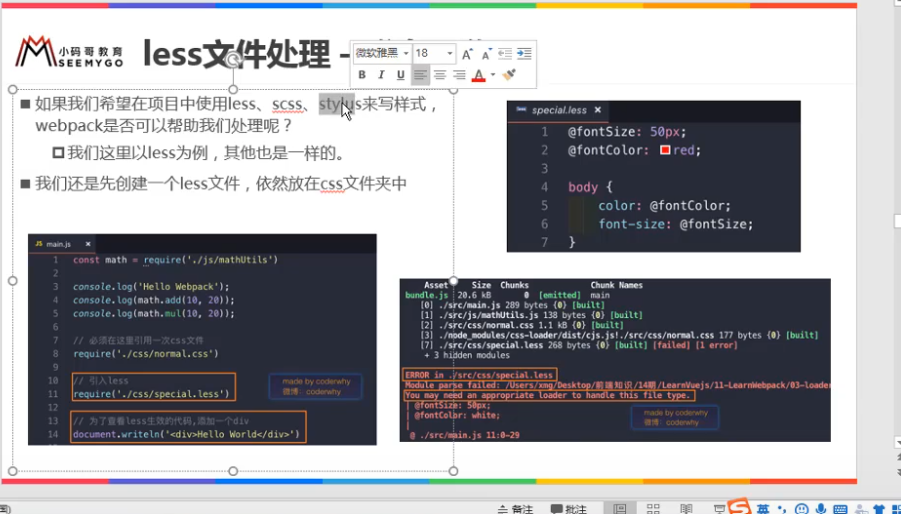 小码哥教育
SEEMYGO
less文件处理 -
微软雅黑 18
B I U A
如果我们希望在项目中使用less、scss、stylus来写样式，
webpack是否可以帮助我们处理呢？
我们这里以less为例，其他也是一样的。
我们还是先创建一个less文件，依然放在css文件夹中
special.less ×
1 @fontSize: 50px;
2 @fontColor: red;
3
4 body {
5 color: @fontColor;
6 font-size: @fontSize;
7 }
JS main.js ×
1 const math = require('./js/mathUtils')
2
3 console.log('Hello Webpack');
4 console.log(math.add(10, 20));
5 console.log(math.mul(10, 20));
6
7 // 必须在这里引用一次css文件
8 require('./css/normal.css')
9
10 // 引入less
11 require('./css/special.less')
12
13 // 为了查看less生效的代码,添加一个div
14 document.writeln('<div>Hello World</div>')
made by coderwhy
微博：coderwhy
Asset Size Chunks Chunk Names
bundle.js 20.6 kB 0 [emitted] main
[0] ./src/main.js 289 bytes {0} [built]
[1] ./src/js/mathUtils.js 138 bytes {0} [built]
[2] ./src/css/normal.css 1.1 kB {0} [built]
[3] ./node_modules/css-loader/dist/cjs.js!./src/css/normal.css 177 bytes {0} [built]
[7] ./src/css/special.less 268 bytes {0} [built] [failed] [1 error]
+ 3 hidden modules
ERROR in ./src/css/special.less
Module parse failed: /Users/xmg/Desktop/前端知识/14期/LearnVuejs/11-LearnWebpack/03-loader
You may need an appropriate loader to handle this file type.
| @fontSize: 50px;
| @fontColor: white;
|
@ ./src/main.js 11:0-29
made by coderwhy
微博：coderwhy
国)
备注 批注
英